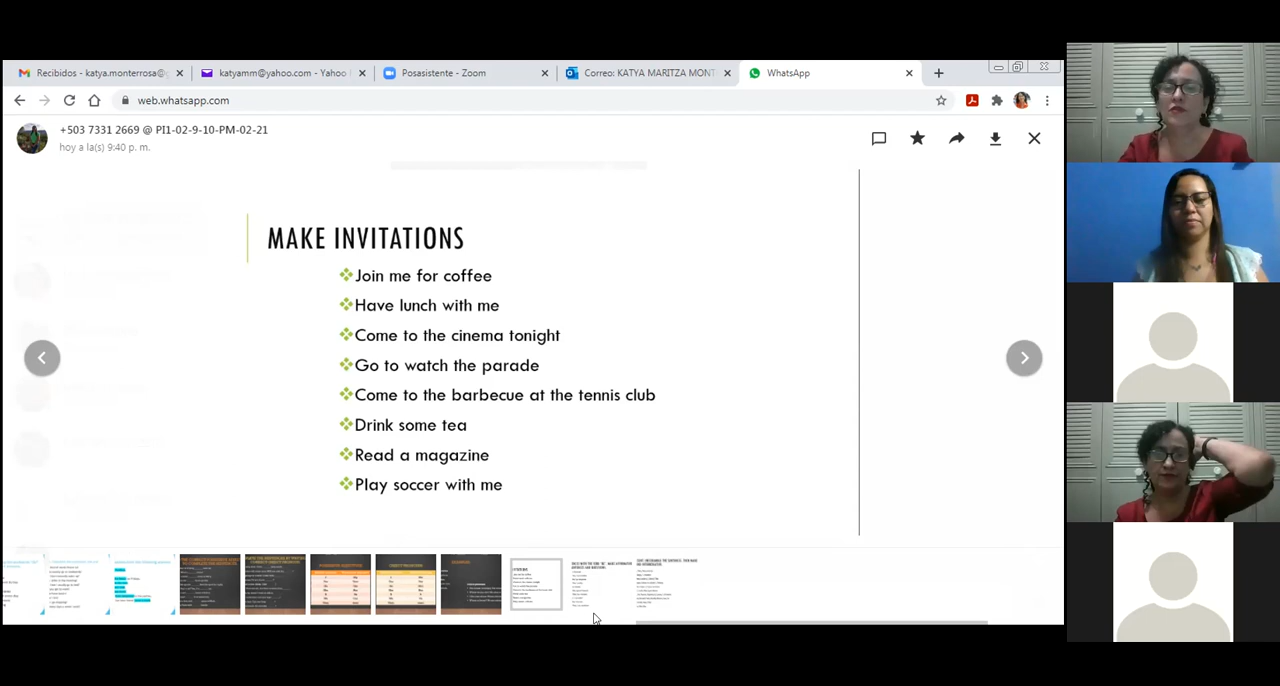 Recibidos - katya.monterrosa@
katyamm@yahoo.com - Yahoo
Posasistente - Zoom
Correo: KATYA MARITZA MONT
WhatsApp
web.whatsapp.com
+503 7331 2669 @ PI1-02-9-10-PM-02-21
hoy a la(s) 9:40 p. m.
MAKE INVITATIONS
Join me for coffee
Have lunch with me
Come to the cinema tonight
Go to watch the parade
Come to the barbecue at the tennis club
Drink some tea
Read a magazine
Play soccer with me